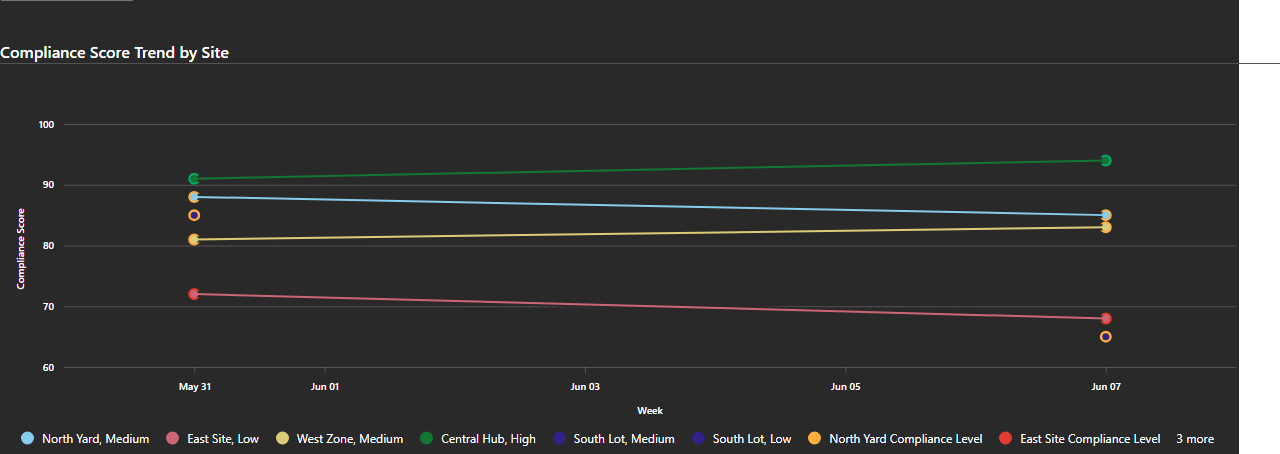 Compliance Score Trend by Site
100
90
80
70
60
Compliance Score
May 31
Jun 01
Jun 03
Jun 05
Jun 07
Week
North Yard, Medium
East Site, Low
West Zone, Medium
Central Hub, High
South Lot, Medium
South Lot, Low
North Yard Compliance Level
East Site Compliance Level
3 more